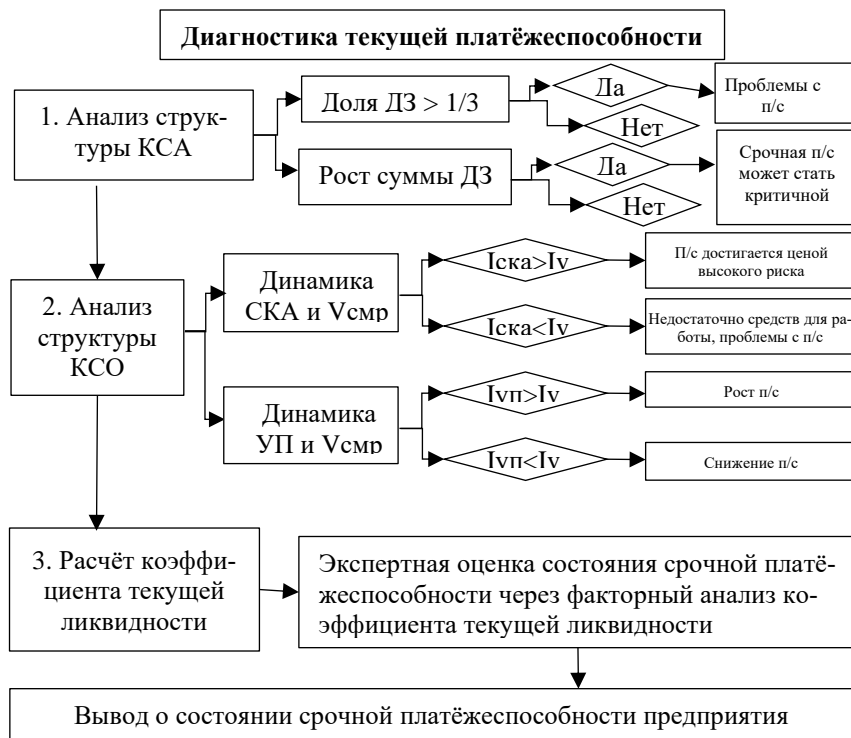 Диагностика текущей платёжеспособности
1. Анализ струк-
туры КСА
Доля ДЗ > 1/3
Да
Проблемы с
п/с
Нет
Рост суммы ДЗ
Да
Срочная п/с
может стать
критичной
Нет
2. Анализ
структуры
КСО
Динамика
СКА и Vсмр
Iска>Iv
П/с достигается ценой
высокого риска
Iска<Iv
Недостаточно средств для ра-
боты, проблемы с п/с
Динамика
УП и Vсмр
Iуп>Iv
Рост п/с
Iуп<Iv
Снижение п/с
3. Расчёт коэффи-
циента текущей
ликвидности
Экспертная оценка состояния срочной платё-
жеспособности через факторный анализ ко-
эффициента текущей ликвидности
Вывод о состоянии срочной платёжеспособности предприятия